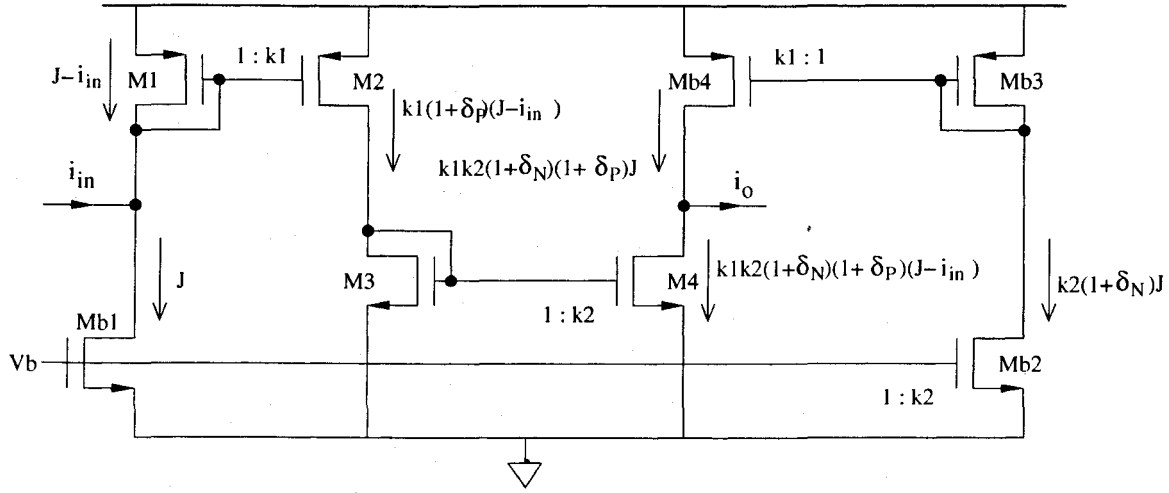 1 : k1
k1 : 1
J-i_in
M1
M2
Mb4
Mb3
k1(1+δ_P)(J-i_in)
k1k2(1+δ_N)(1+δ_P)J
i_in
i_o
J
M3
M4
k1k2(1+δ_N)(1+δ_P)(J-i_in)
k2(1+δ_N)J
1 : k2
Mb1
Vb
Mb2
1 : k2